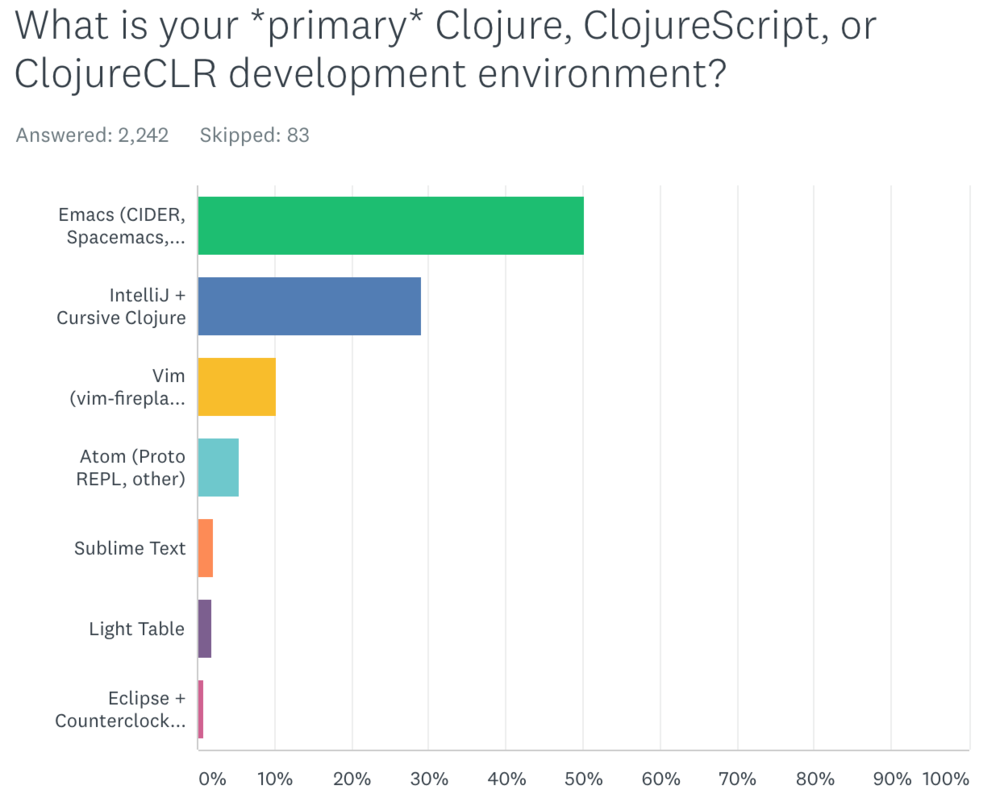 What is your *primary* Clojure, ClojureScript, or
ClojureCLR development environment?
Answered: 2,242 Skipped: 83
Emacs (CIDER,
Spacemacs,...
IntelliJ +
Cursive Clojure
Vim
(vim-firepla...
Atom (Proto
REPL, other)
Sublime Text
Light Table
Eclipse +
Counterclock...
0% 10% 20% 30% 40% 50% 60% 70% 80% 90% 100%